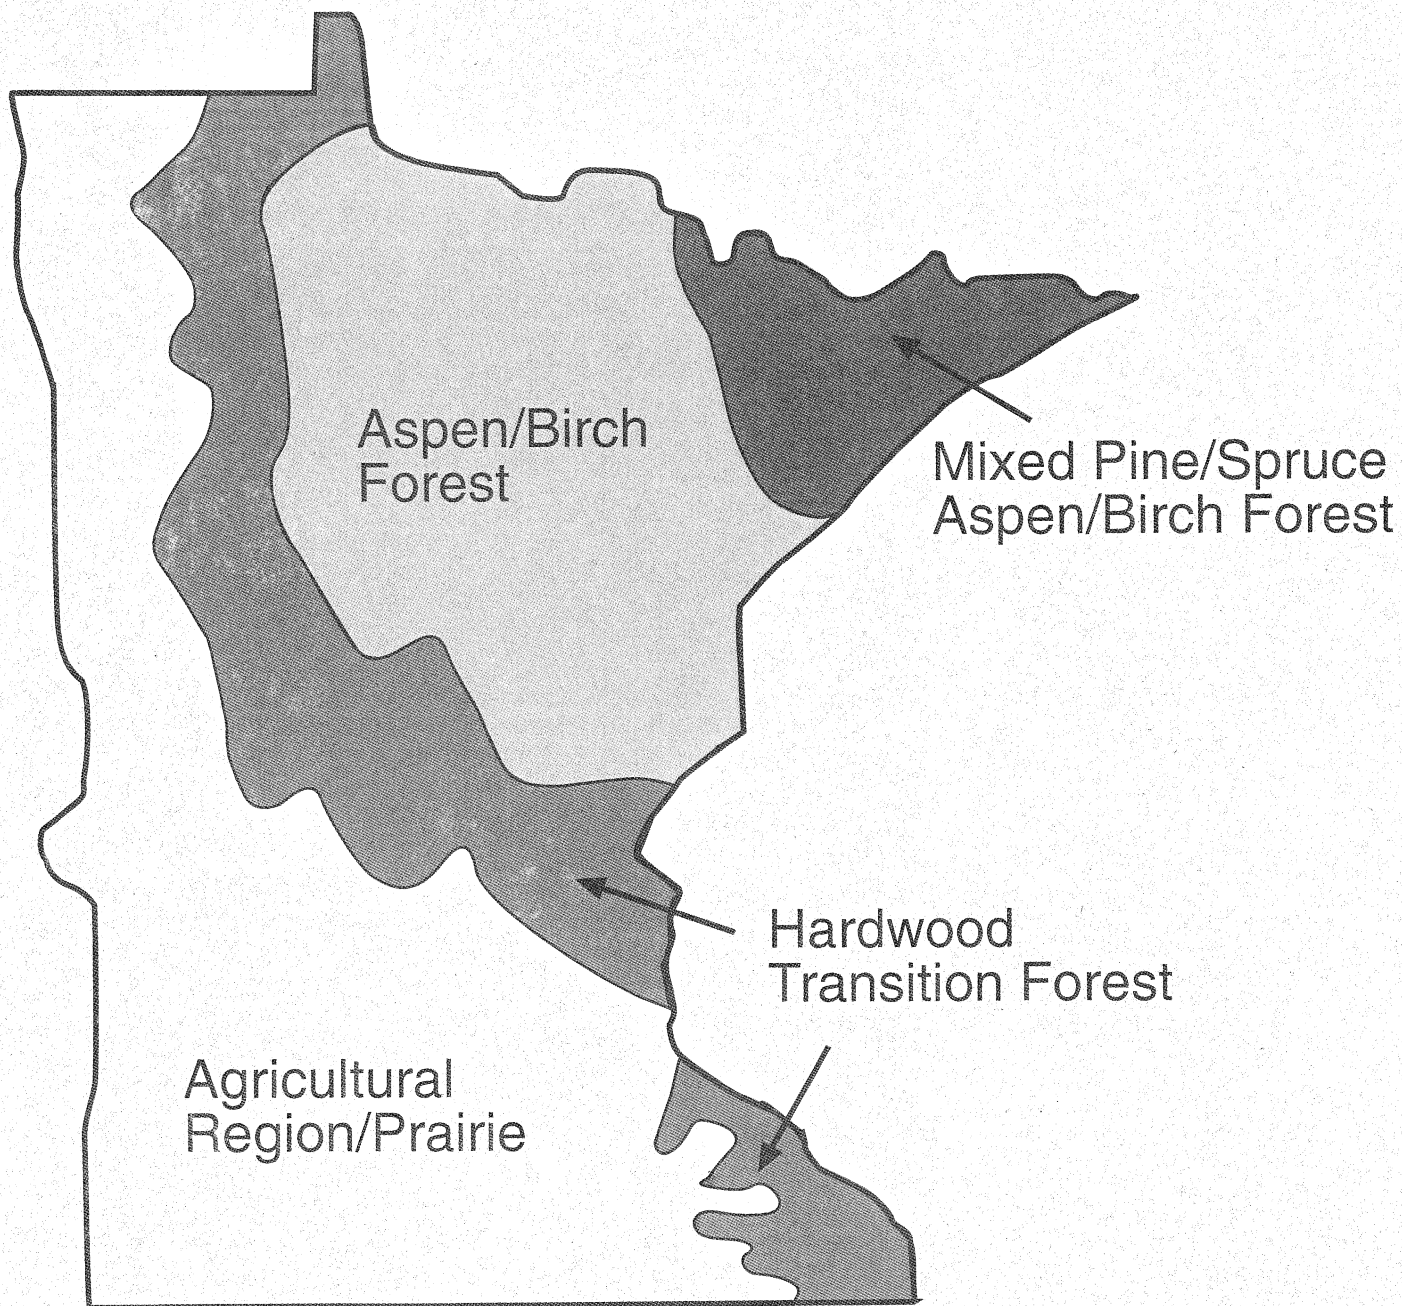 Aspen/Birch
Forest
Mixed Pine/Spruce
Aspen/Birch Forest
Hardwood
Transition Forest
Agricultural
Region/Prairie